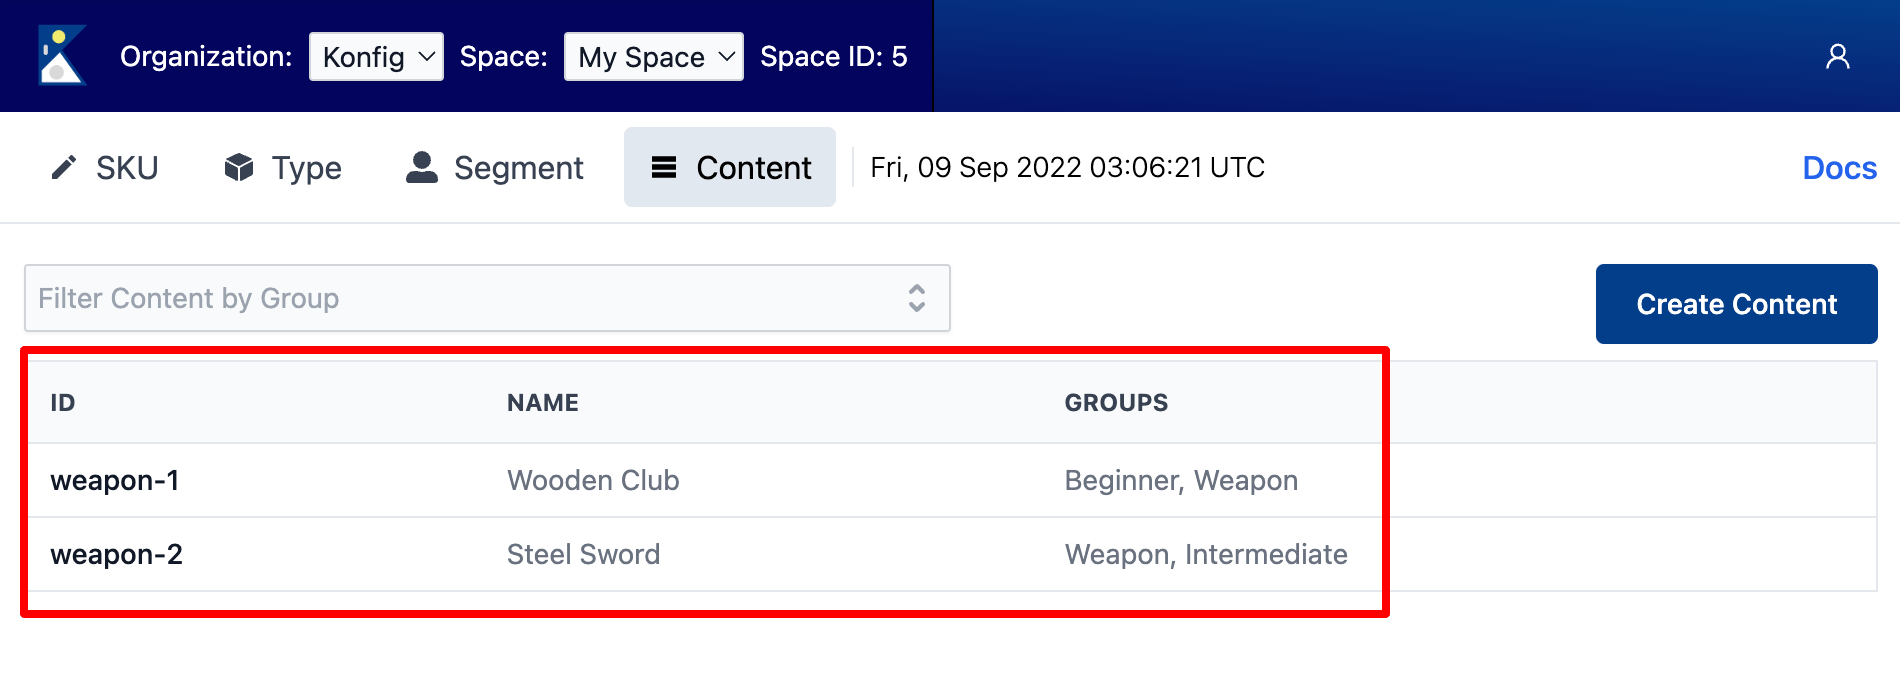 Organization: Konfig Space: My Space Space ID: 5
SKU Type Segment Content Fri, 09 Sep 2022 03:06:21 UTC Docs
Filter Content by Group Create Content
ID NAME GROUPS
weapon-1 Wooden Club Beginner, Weapon
weapon-2 Steel Sword Weapon, Intermediate